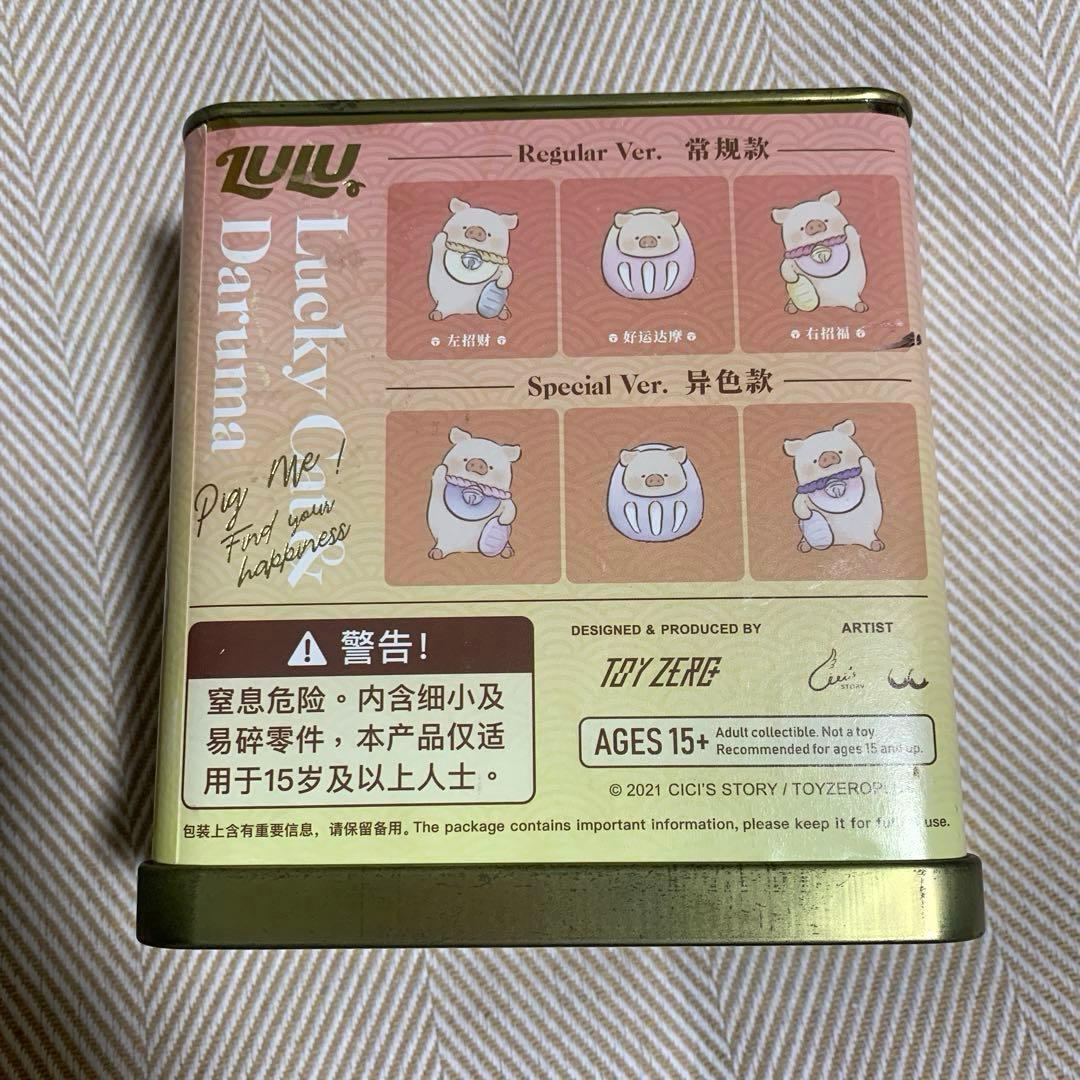 LULU
Lucky Cat &
Daruma
Pig Me!
Find your
happiness
Regular Ver. 常规款
左招财
好运达摩
右招福
Special Ver. 异色款
警告!
窒息危险。内含细小及
易碎零件，本产品仅适
用于15岁及以上人士。
DESIGNED & PRODUCED BY
TOY ZERO+
ARTIST
Cici's
STORY
AGES 15+
Adult collectible. Not a toy
Recommended for ages 15 and up.
© 2021 CICI'S STORY /
包装上含有重要信息，请保留备用。The package contains important information, please keep it for use.